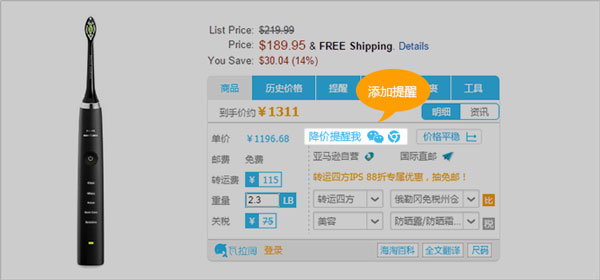 List Price: $219.99
Price: $189.95 & FREE Shipping. Details
You Save: $30.04 (14%)
商品 历史价格 提醒 工具
添加提醒
到手价约 ¥1311 明细 资讯
单价 ¥1196.68 降价提醒我 价格平稳
邮费 免费 亚马逊自营 国际直邮
转运费 ¥ 115 转运四方IPS 88折专属优惠，抽免邮！
重量 2.3 LB 转运四方 俄勒冈免税州仓 比
关税 ¥ 75 美容 防晒露/防晒霜... 税
瓦拉淘 登录 海淘百科 全文翻译 尺码